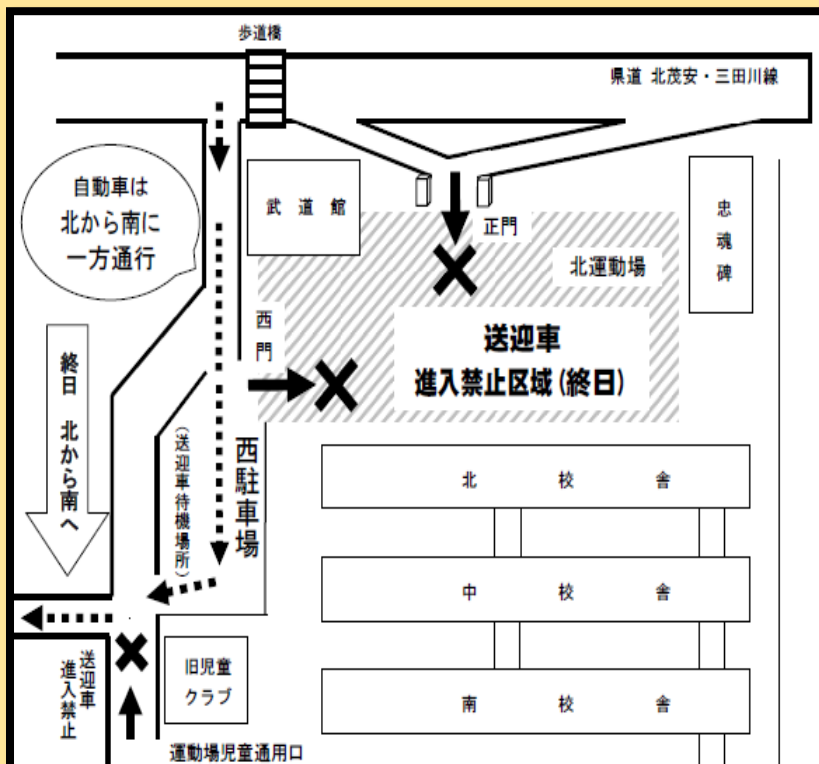 歩道橋
県道 北茂安・三田川線
自動車は
北から南に
一方通行
武道館
正門
北運動場
忠魂碑
西門
送迎車
進入禁止区域(終日)
終日 北から南へ
(送迎車待機場所)
西駐車場
北校舎
中校舎
南校舎
送迎車
進入禁止
旧児童
クラブ
運動場児童通用口